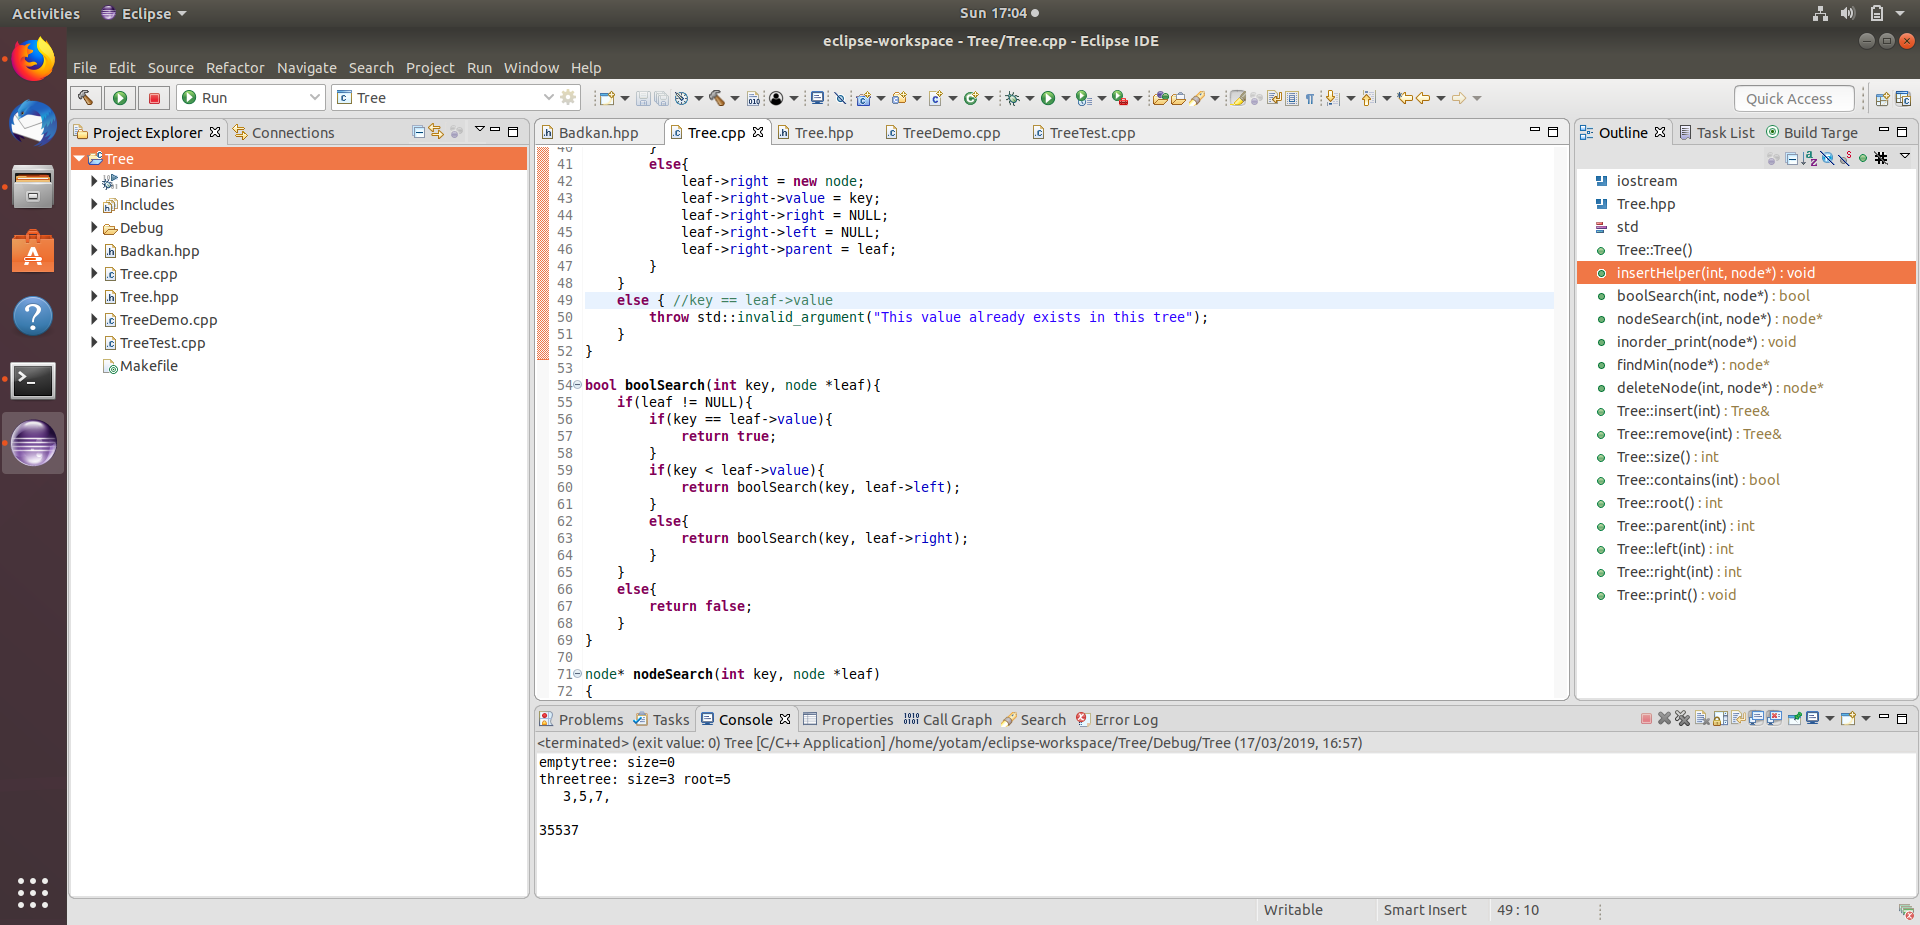 Activities Eclipse Sun 17:04
eclipse-workspace - Tree/Tree.cpp - Eclipse IDE
File Edit Source Refactor Navigate Search Project Run Window Help
Run Tree Quick Access
Project Explorer Connections
Tree
Binaries
Includes
Debug
Badkan.hpp
Tree.cpp
Tree.hpp
TreeDemo.cpp
TreeTest.cpp
Makefile
Badkan.hpp Tree.cpp Tree.hpp TreeDemo.cpp TreeTest.cpp
40 }
41 else{
42 leaf->right = new node;
43 leaf->right->value = key;
44 leaf->right->right = NULL;
45 leaf->right->left = NULL;
46 leaf->right->parent = leaf;
47 }
48 }
49 else { //key == leaf->value
50 throw std::invalid_argument("This value already exists in this tree");
51 }
52 }
53
54 bool boolSearch(int key, node *leaf){
55 if(leaf != NULL){
56 if(key == leaf->value){
57 return true;
58 }
59 if(key < leaf->value){
60 return boolSearch(key, leaf->left);
61 }
62 else{
63 return boolSearch(key, leaf->right);
64 }
65 }
66 else{
67 return false;
68 }
69 }
70
71 node* nodeSearch(int key, node *leaf)
72 {
Outline Task List Build Targe
iostream
Tree.hpp
std
Tree::Tree()
insertHelper(int, node*) : void
boolSearch(int, node*) : bool
nodeSearch(int, node*) : node*
inorder_print(node*) : void
findMin(node*) : node*
deleteNode(int, node*) : node*
Tree::insert(int) : Tree&
Tree::remove(int) : Tree&
Tree::size() : int
Tree::contains(int) : bool
Tree::root() : int
Tree::parent(int) : int
Tree::left(int) : int
Tree::right(int) : int
Tree::print() : void
Problems Tasks Console Properties Call Graph Search Error Log
<terminated> (exit value: 0) Tree [C/C++ Application] /home/yotam/eclipse-workspace/Tree/Debug/Tree (17/03/2019, 16:57)
emptytree: size=0
threetree: size=3 root=5
3,5,7,
35537
Writable Smart Insert 49 : 10